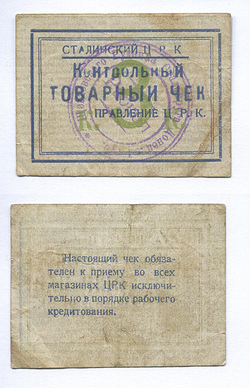 СТАЛИНСКИЙ Ц. Р. К.
Контрольный
ТОВАРНЫЙ ЧЕК
ПРАВЛЕНИЕ Ц. Р. К.
Настоящий чек обяза-
телен к приему во всех
магазинах ЦРК исключи-
тельно в порядке рабочего
кредитования.